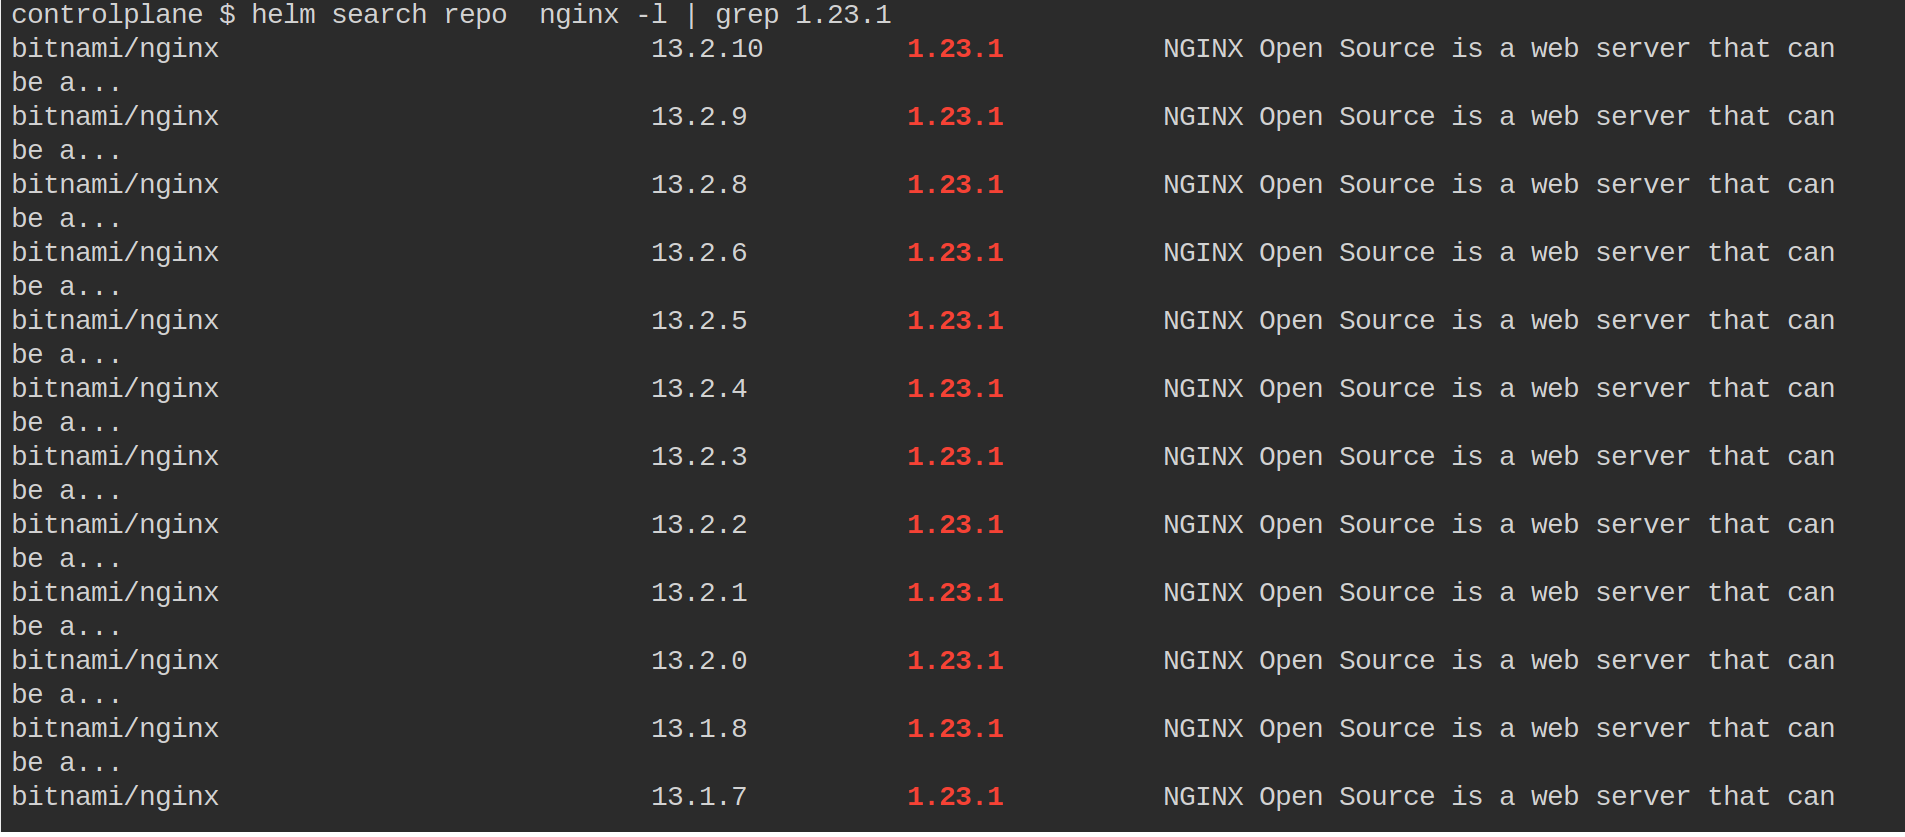 controlplane $ helm search repo  nginx -l | grep 1.23.1
bitnami/nginx                           13.2.10         1.23.1          NGINX Open Source is a web server that can
be a...
bitnami/nginx                           13.2.9          1.23.1          NGINX Open Source is a web server that can
be a...
bitnami/nginx                           13.2.8          1.23.1          NGINX Open Source is a web server that can
be a...
bitnami/nginx                           13.2.6          1.23.1          NGINX Open Source is a web server that can
be a...
bitnami/nginx                           13.2.5          1.23.1          NGINX Open Source is a web server that can
be a...
bitnami/nginx                           13.2.4          1.23.1          NGINX Open Source is a web server that can
be a...
bitnami/nginx                           13.2.3          1.23.1          NGINX Open Source is a web server that can
be a...
bitnami/nginx                           13.2.2          1.23.1          NGINX Open Source is a web server that can
be a...
bitnami/nginx                           13.2.1          1.23.1          NGINX Open Source is a web server that can
be a...
bitnami/nginx                           13.2.0          1.23.1          NGINX Open Source is a web server that can
be a...
bitnami/nginx                           13.1.8          1.23.1          NGINX Open Source is a web server that can
be a...
bitnami/nginx                           13.1.7          1.23.1          NGINX Open Source is a web server that can